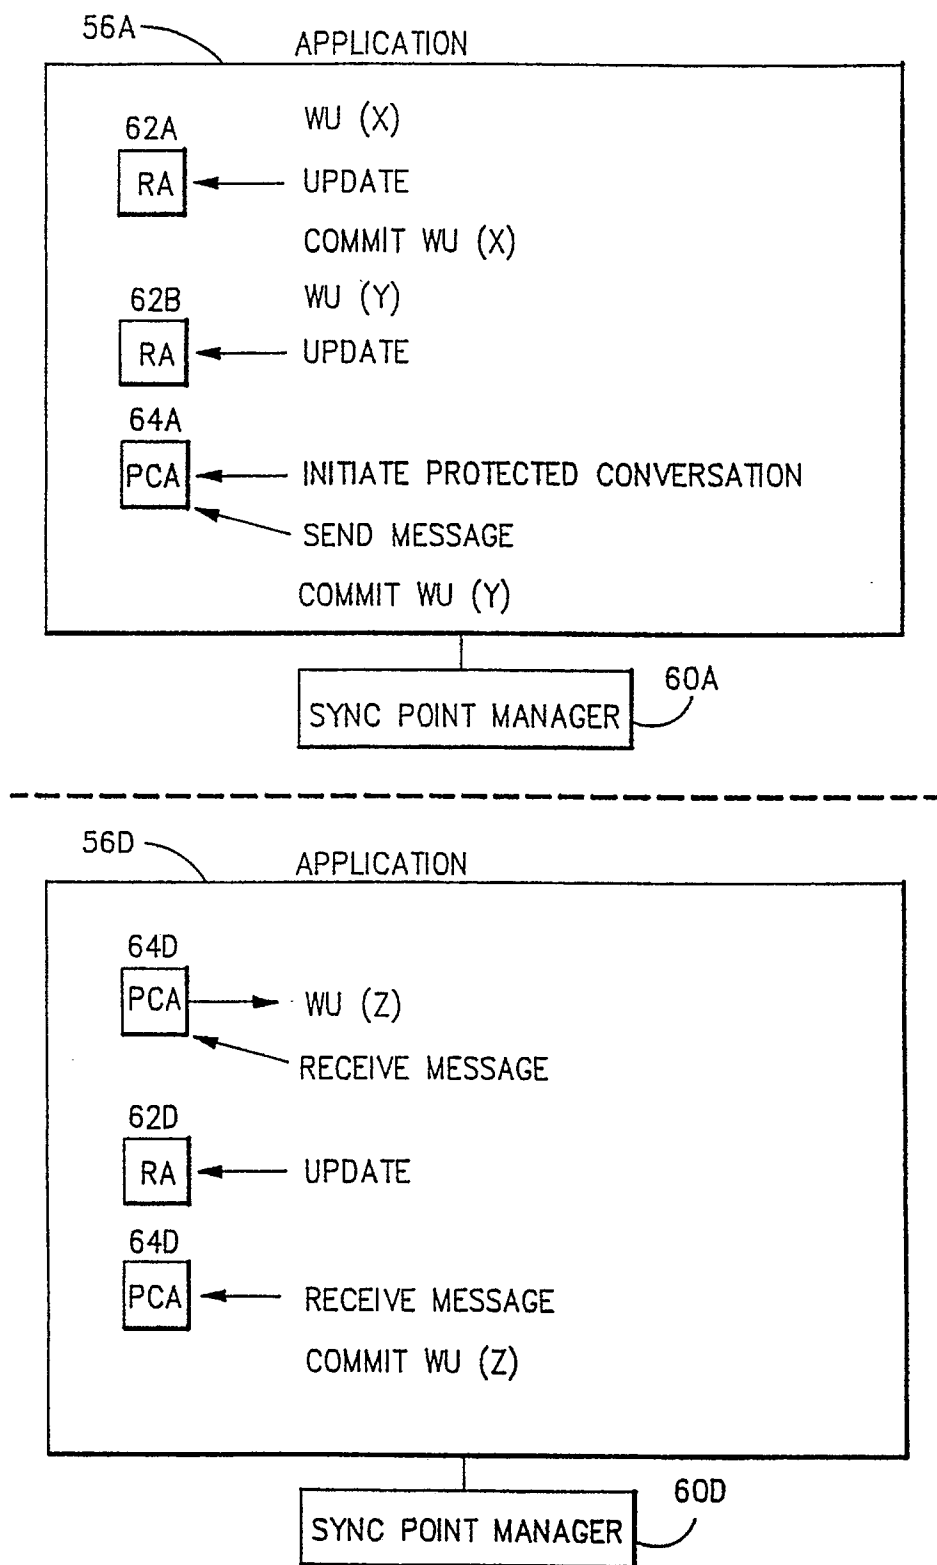 56A
APPLICATION
WU (X)
62A
RA
UPDATE
COMMIT WU (X)
62B
WU (Y)
RA
UPDATE
64A
PCA
INITIATE PROTECTED CONVERSATION
SEND MESSAGE
COMMIT WU (Y)
60A
SYNC POINT MANAGER
56D
APPLICATION
64D
PCA
WU (Z)
RECEIVE MESSAGE
62D
RA
UPDATE
64D
PCA
RECEIVE MESSAGE
COMMIT WU (Z)
60D
SYNC POINT MANAGER